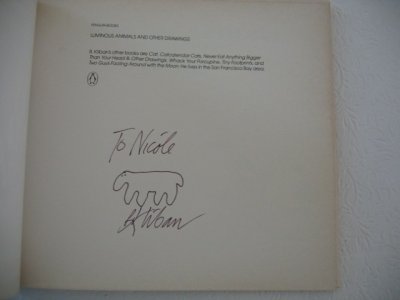 PENGUIN BOOKS
LUMINOUS ANIMALS AND OTHER DRAWINGS
B. Kliban's other books are Cat, Catcalendar Cats, Never Eat Anything Bigger
Than Your Head & Other Drawings, Whack Your Porcupine, Tiny Footprints, and
Two Guys Fooling Around with the Moon. He lives in the San Francisco Bay area.
To Nicole
B Kliban